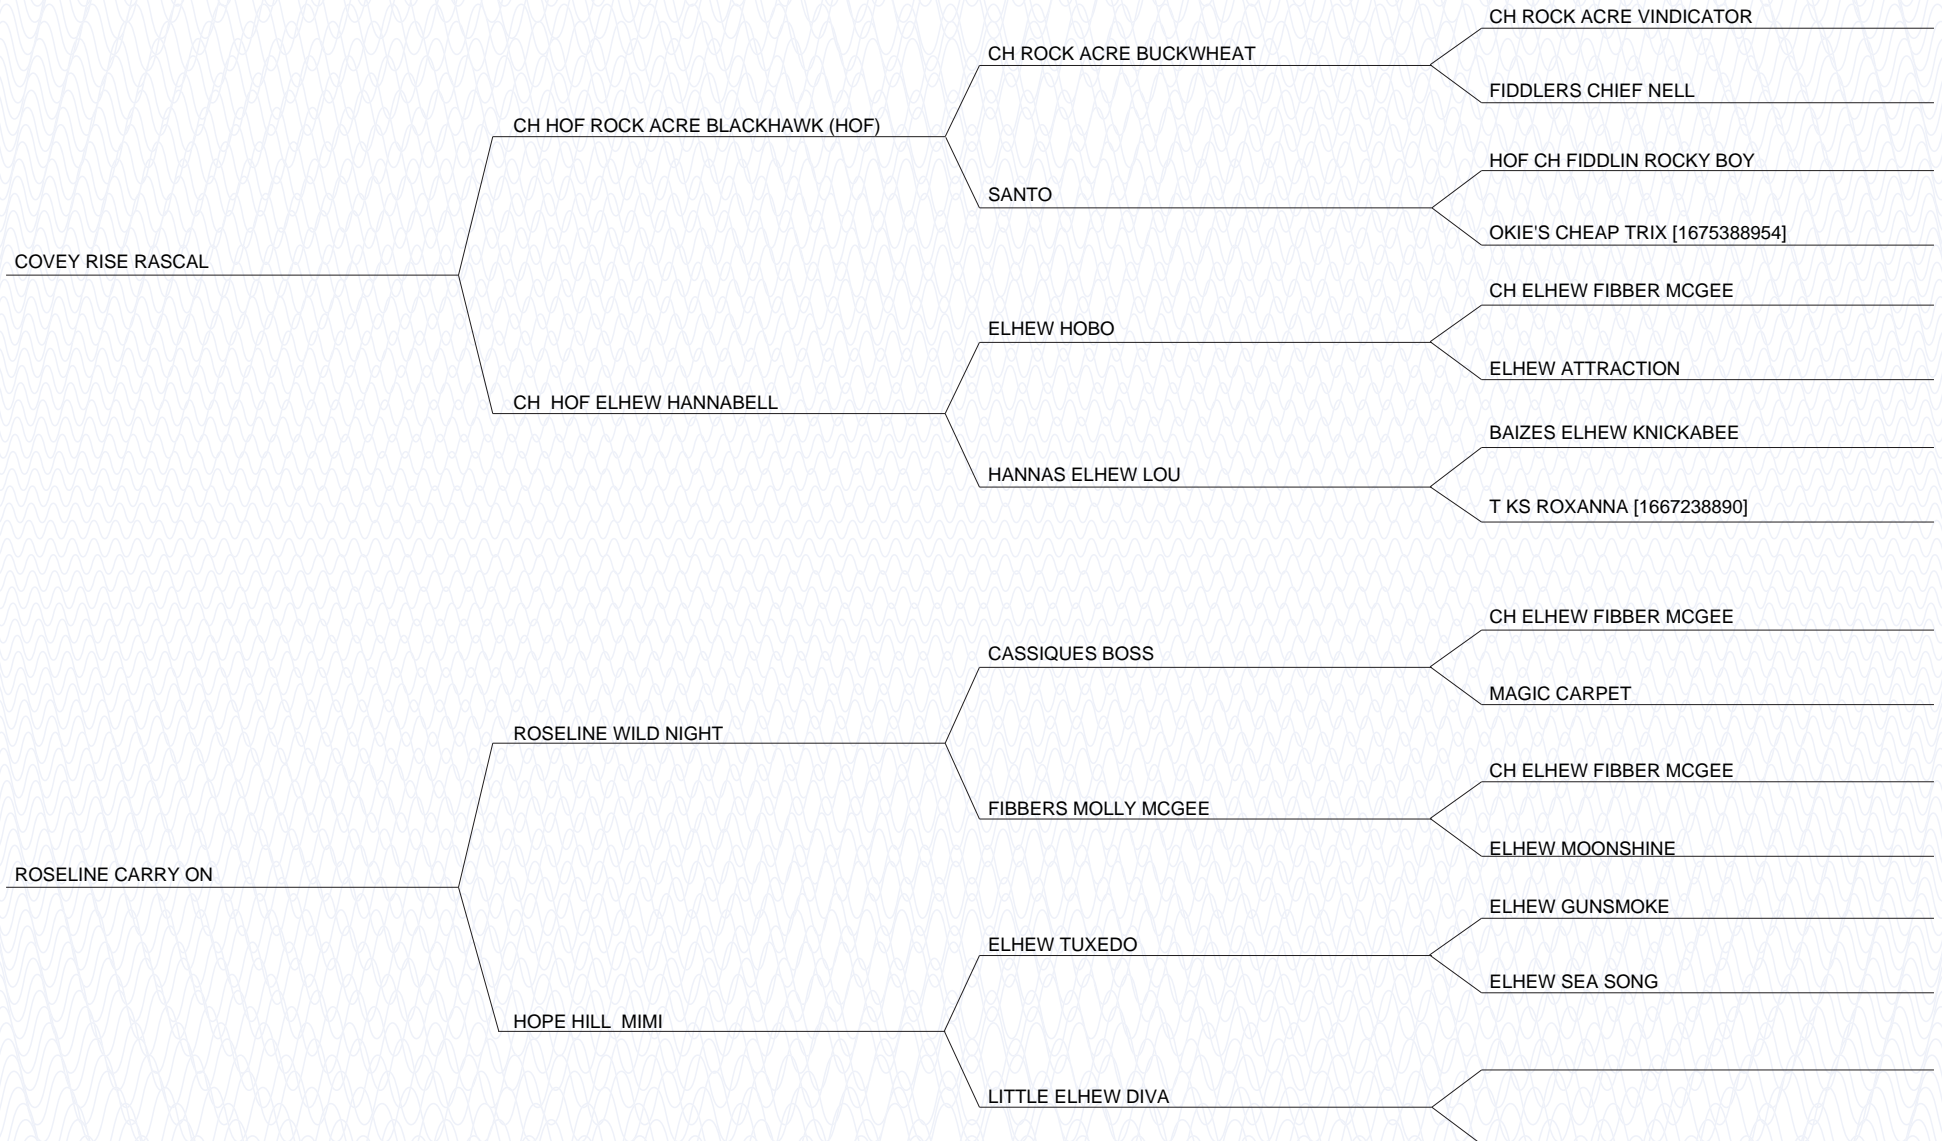 CH ROCK ACRE VINDICATOR
CH ROCK ACRE BUCKWHEAT
FIDDLERS CHIEF NELL
CH HOF ROCK ACRE BLACKHAWK (HOF)
HOF CH FIDDLIN ROCKY BOY
SANTO
OKIE'S CHEAP TRIX [1675388954]
COVEY RISE RASCAL
CH ELHEW FIBBER MCGEE
ELHEW HOBO
ELHEW ATTRACTION
CH  HOF ELHEW HANNABELL
BAIZES ELHEW KNICKABEE
HANNAS ELHEW LOU
T KS ROXANNA [1667238890]
CH ELHEW FIBBER MCGEE
CASSIQUES BOSS
MAGIC CARPET
ROSELINE WILD NIGHT
CH ELHEW FIBBER MCGEE
FIBBERS MOLLY MCGEE
ELHEW MOONSHINE
ROSELINE CARRY ON
ELHEW GUNSMOKE
ELHEW TUXEDO
ELHEW SEA SONG
HOPE HILL  MIMI
LITTLE ELHEW DIVA